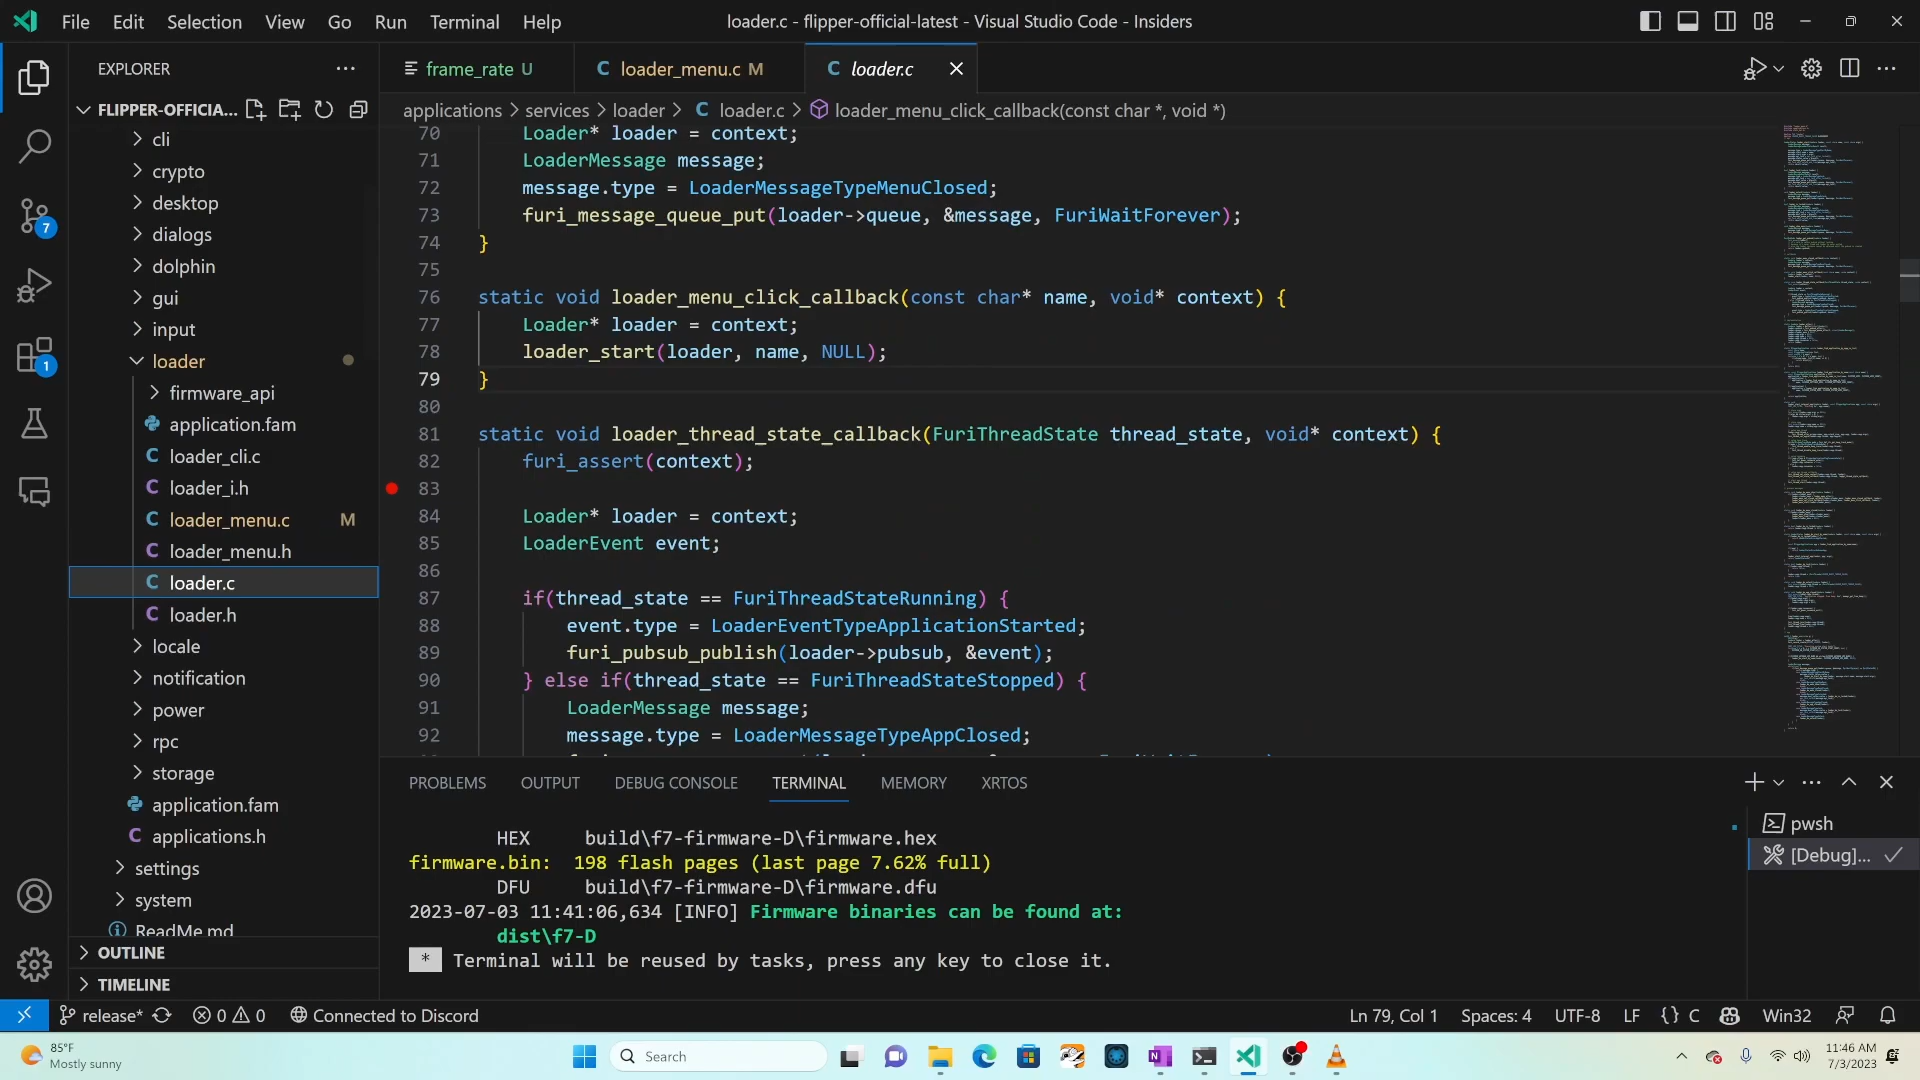 File Edit Selection View Go Run Terminal Help
loader.c - flipper-official-latest - Visual Studio Code - Insiders
EXPLORER
frame_rate U
C loader_menu.c M
C loader.c
FLIPPER-OFFICIA...
applications > services > loader > C loader.c > loader_menu_click_callback(const char *, void *)
cli
crypto
desktop
dialogs
dolphin
gui
input
loader
firmware_api
application.fam
C loader_cli.c
C loader_i.h
C loader_menu.c M
C loader_menu.h
C loader.c
C loader.h
locale
notification
power
rpc
storage
application.fam
C applications.h
settings
system
ReadMe.md
OUTLINE
TIMELINE
7
1
70 Loader* loader = context;
71 LoaderMessage message;
72 message.type = LoaderMessageTypeMenuClosed;
73 furi_message_queue_put(loader->queue, &message, FuriWaitForever);
74 }
75
76 static void loader_menu_click_callback(const char* name, void* context) {
77 Loader* loader = context;
78 loader_start(loader, name, NULL);
79 }
80
81 static void loader_thread_state_callback(FuriThreadState thread_state, void* context) {
82 furi_assert(context);
83
84 Loader* loader = context;
85 LoaderEvent event;
86
87 if(thread_state == FuriThreadStateRunning) {
88 event.type = LoaderEventTypeApplicationStarted;
89 furi_pubsub_publish(loader->pubsub, &event);
90 } else if(thread_state == FuriThreadStateStopped) {
91 LoaderMessage message;
92 message.type = LoaderMessageTypeAppClosed;
PROBLEMS OUTPUT DEBUG CONSOLE TERMINAL MEMORY XRTOS
HEX build\f7-firmware-D\firmware.hex
firmware.bin: 198 flash pages (last page 7.62% full)
DFU build\f7-firmware-D\firmware.dfu
2023-07-03 11:41:06,634 [INFO] Firmware binaries can be found at:
dist\f7-D
* Terminal will be reused by tasks, press any key to close it.
pwsh
[Debug]...
release* 0 0 Connected to Discord
Ln 79, Col 1 Spaces: 4 UTF-8 LF {} C Win32
85°F
Mostly sunny
Search
11:46 AM
7/3/2023